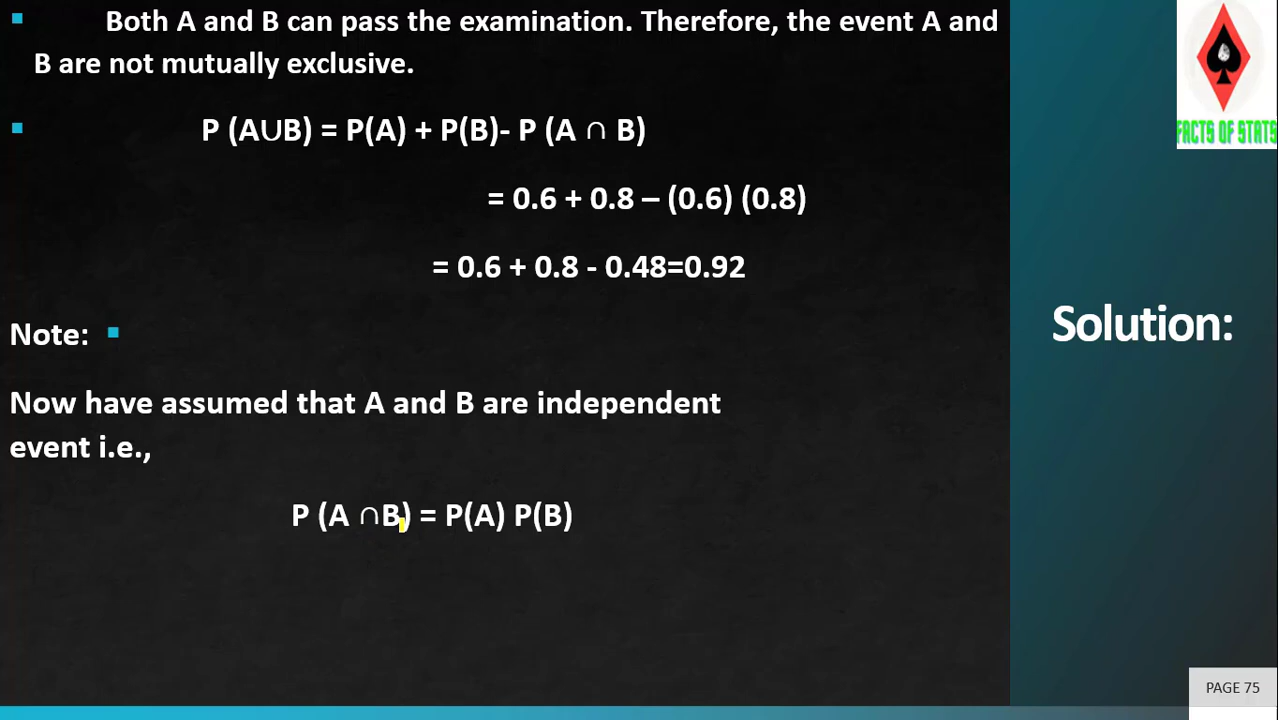 Both A and B can pass the examination. Therefore, the event A and
B are not mutually exclusive.
P (A∪B) = P(A) + P(B)- P (A ∩ B)
= 0.6 + 0.8 – (0.6) (0.8)
= 0.6 + 0.8 - 0.48=0.92
Note:
Now have assumed that A and B are independent
event i.e.,
P (A ∩B) = P(A) P(B)
FACTS OF STATS
Solution:
PAGE 75